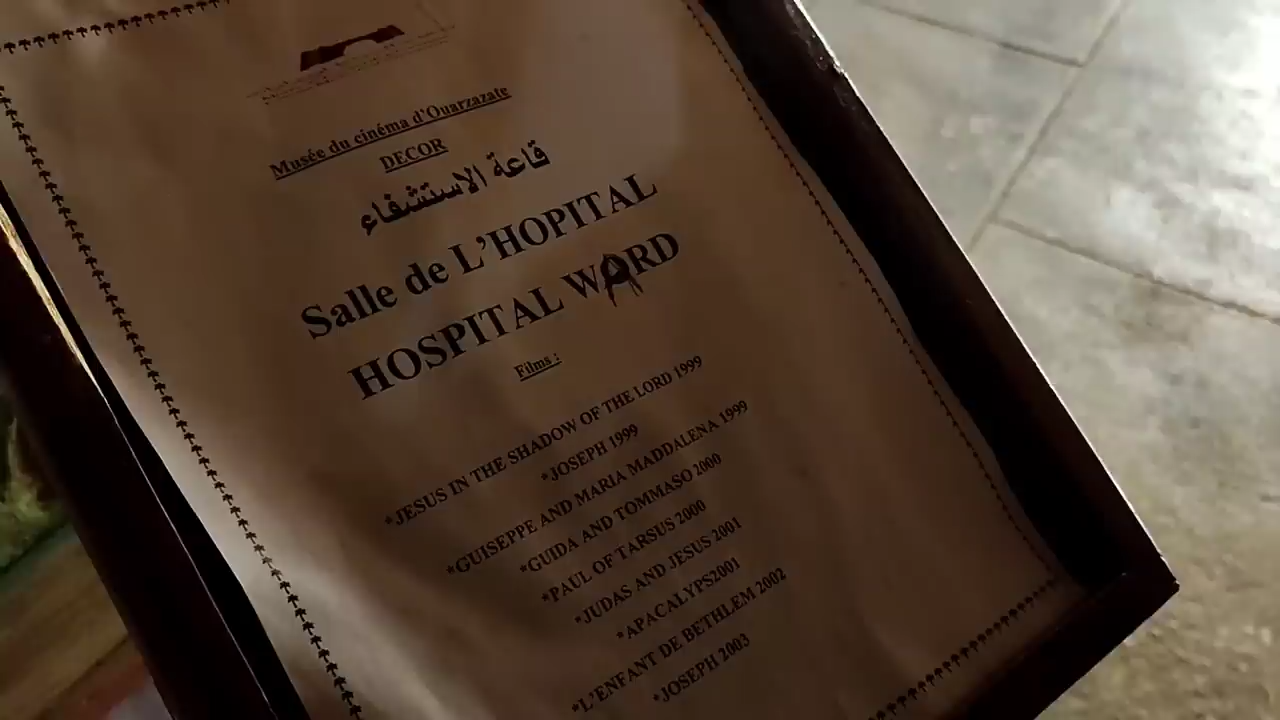 Musée du cinéma d'Ouarzazate
DECOR
قاعة الاستشفاء
Salle de L'HOPITAL
HOSPITAL WARD
Films :
*JESUS IN THE SHADOW OF THE LORD 1999
*JOSEPH 1999
*GUISEPPE AND MARIA MADDALENA 1999
*GUIDA AND TOMMASO 2000
*PAUL OF TARSUS 2000
*JUDAS AND JESUS 2001
*APACALYPS2001
*L'ENFANT DE BETHLEM 2002
*JOSEPH 2003